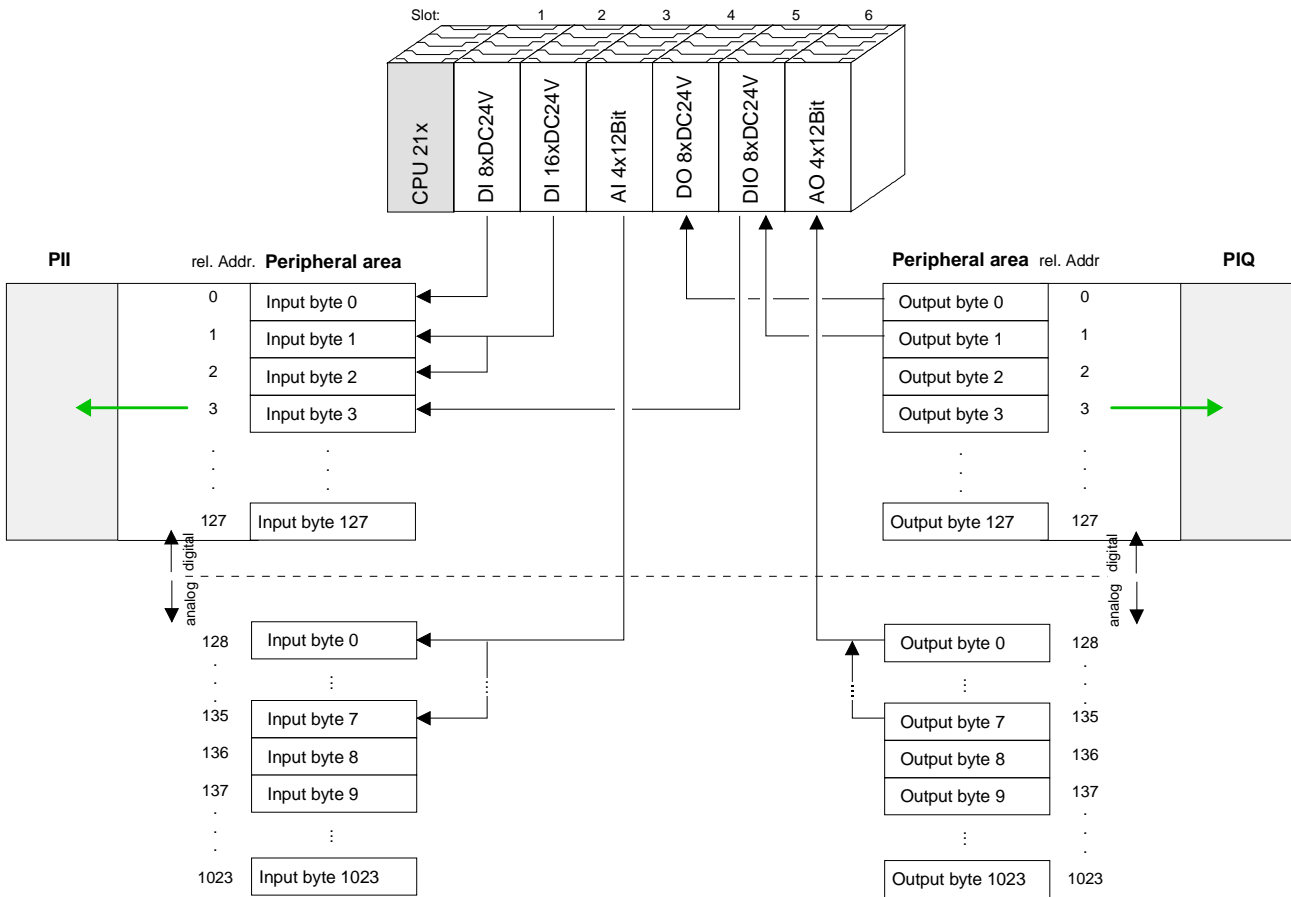 Slot: 1 2 3 4 5 6
CPU 21x
DI 8xDC24V
DI 16xDC24V
AI 4x12Bit
DO 8xDC24V
DIO 8xDC24V
AO 4x12Bit
PII
rel. Addr. Peripheral area
0 Input byte 0
1 Input byte 1
2 Input byte 2
3 Input byte 3
. .
. .
. .
127 Input byte 127
digital
analog
128 Input byte 0
. ...
.
.
135 Input byte 7
136 Input byte 8
137 Input byte 9
. ...
.
.
1023 Input byte 1023
Peripheral area rel. Addr PIQ
Output byte 0 0
Output byte 1 1
Output byte 2 2
Output byte 3 3
. .
. .
. .
Output byte 127 127
digital
analog
Output byte 0 128
... .
.
.
Output byte 7 135
Output byte 8 136
Output byte 9 137
... .
.
.
Output byte 1023 1023